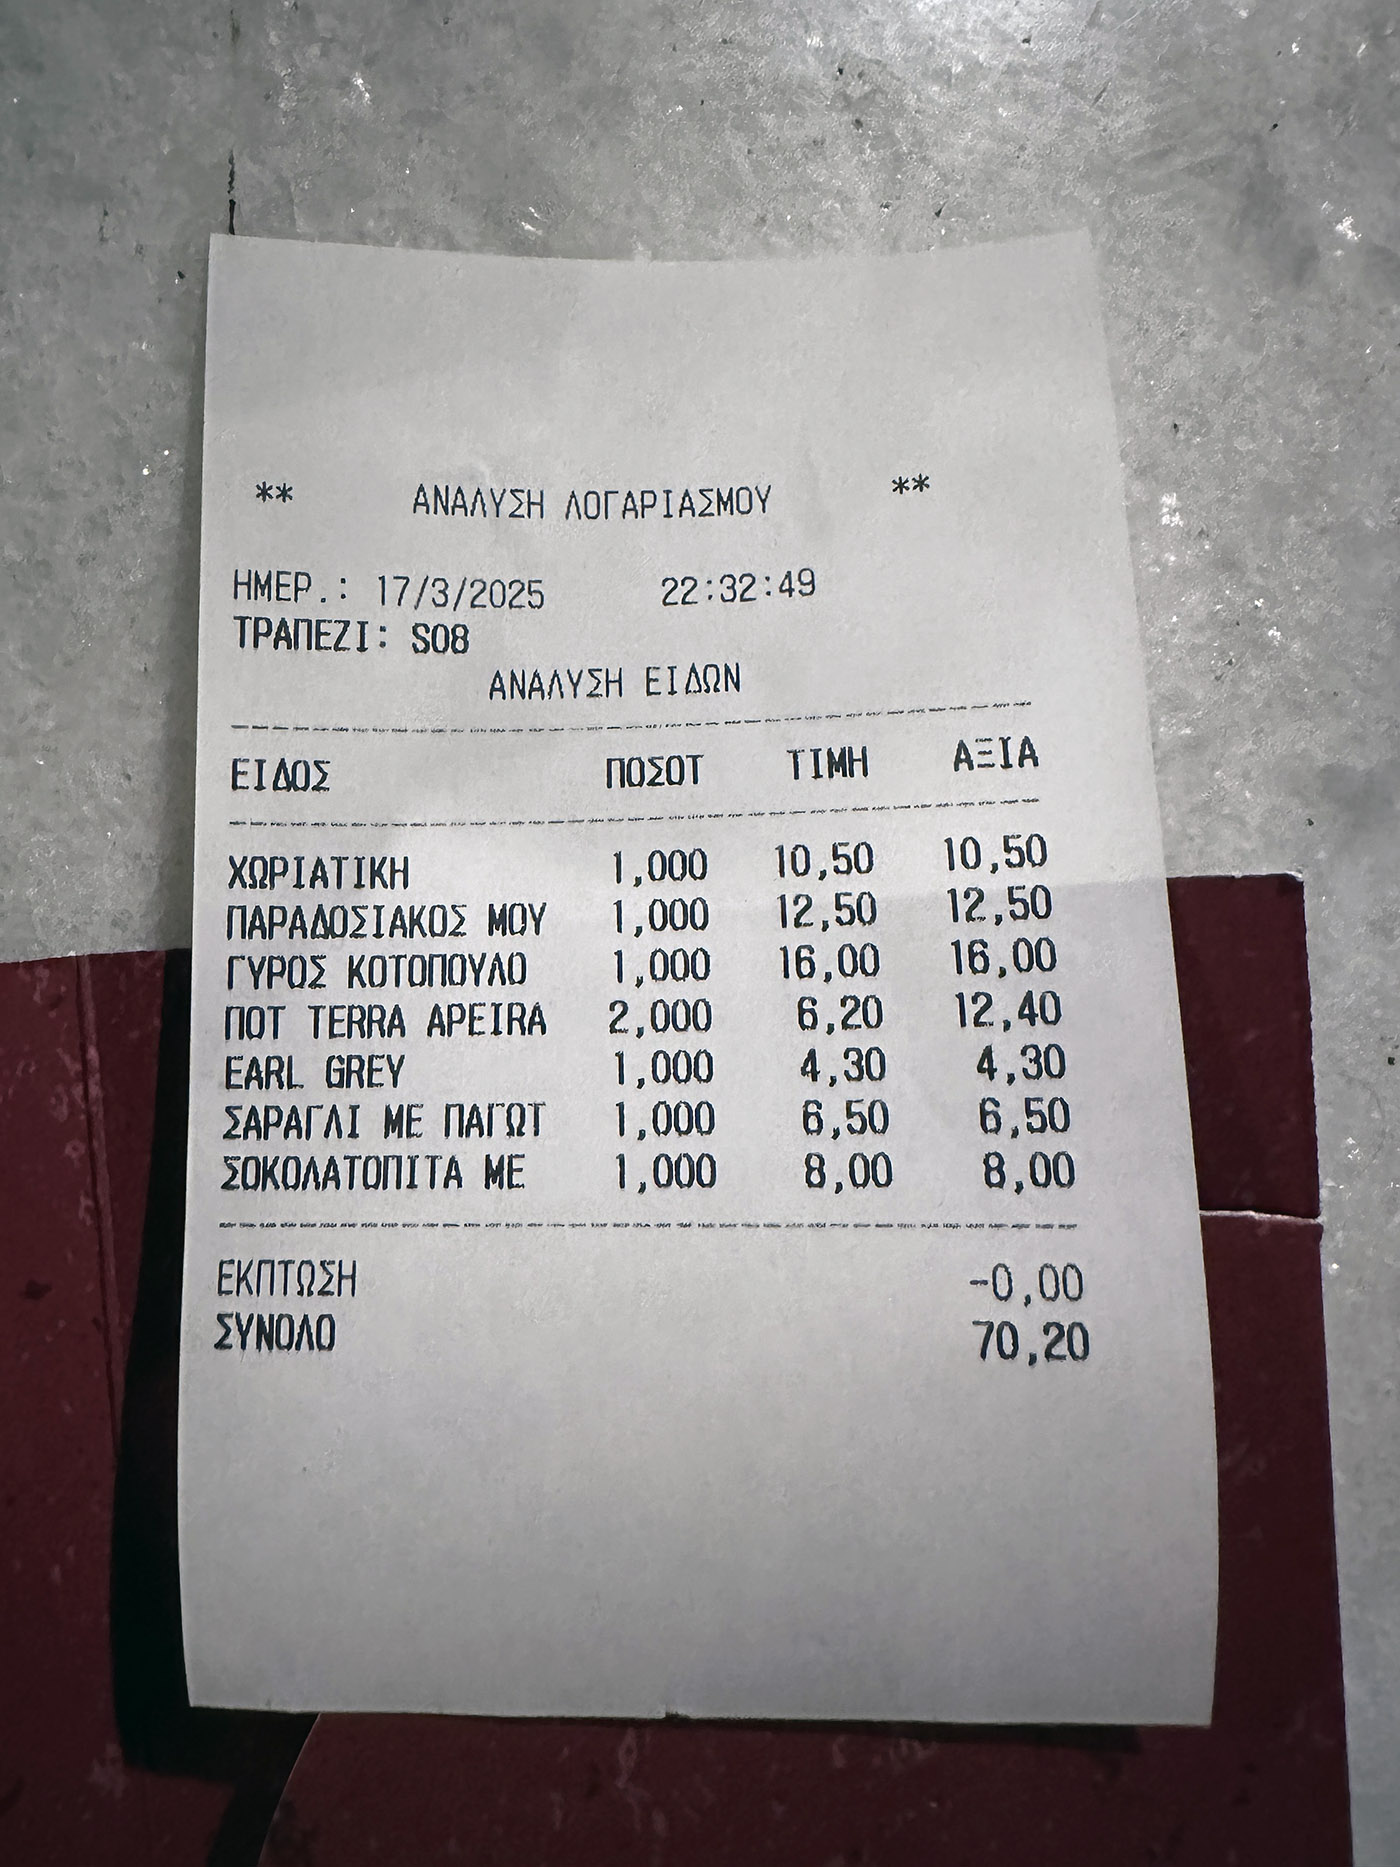 ** ΑΝΑΛΥΣΗ ΛΟΓΑΡΙΑΣΜΟΥ **
ΗΜΕΡ.: 17/3/2025 22:32:49
ΤΡΑΠΕΖΙ: S08
ΑΝΑΛΥΣΗ ΕΙΔΩΝ
ΕΙΔΟΣ ΠΟΣΟΤ ΤΙΜΗ ΑΞΙΑ
ΧΩΡΙΑΤΙΚΗ 1,000 10,50 10,50
ΠΑΡΑΔΟΣΙΑΚΟΣ ΜΟΥ 1,000 12,50 12,50
ΓΥΡΟΣ ΚΟΤΟΠΟΥΛΟ 1,000 16,00 16,00
ΠΟΤ TERRA APEIRA 2,000 6,20 12,40
EARL GREY 1,000 4,30 4,30
ΣΑΡΑΓΛΙ ΜΕ ΠΑΓΩΤ 1,000 6,50 6,50
ΣΟΚΟΛΑΤΟΠΙΤΑ ΜΕ 1,000 8,00 8,00
ΕΚΠΤΩΣΗ -0,00
ΣΥΝΟΛΟ 70,20